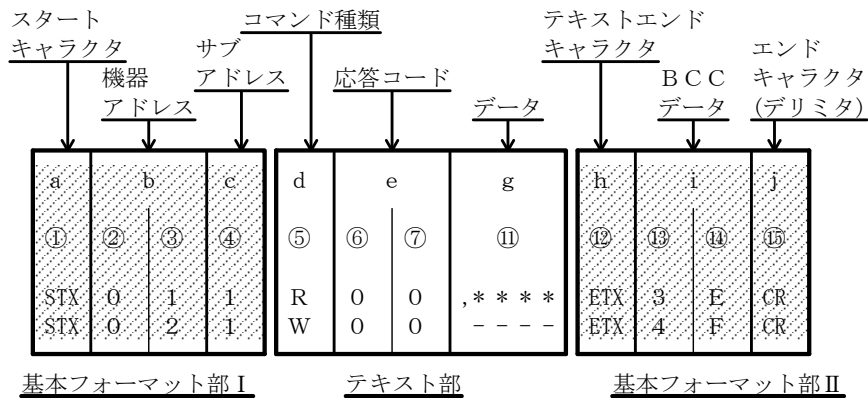 スタート
キャラクタ
機器
アドレス
サブ
アドレス
コマンド種類
応答コード
データ
テキストエンド
キャラクタ
ＢＣＣ
データ
エンド
キャラクタ
(デリミタ)
a b c d e g h i j
① ② ③ ④ ⑤ ⑥ ⑦ ⑪ ⑫ ⑬ ⑭ ⑮
STX 0 1 1 R 0 0 ,**** ETX 3 E CR
STX 0 2 1 W 0 0 ---- ETX 4 F CR
基本フォーマット部Ⅰ テキスト部 基本フォーマット部Ⅱ